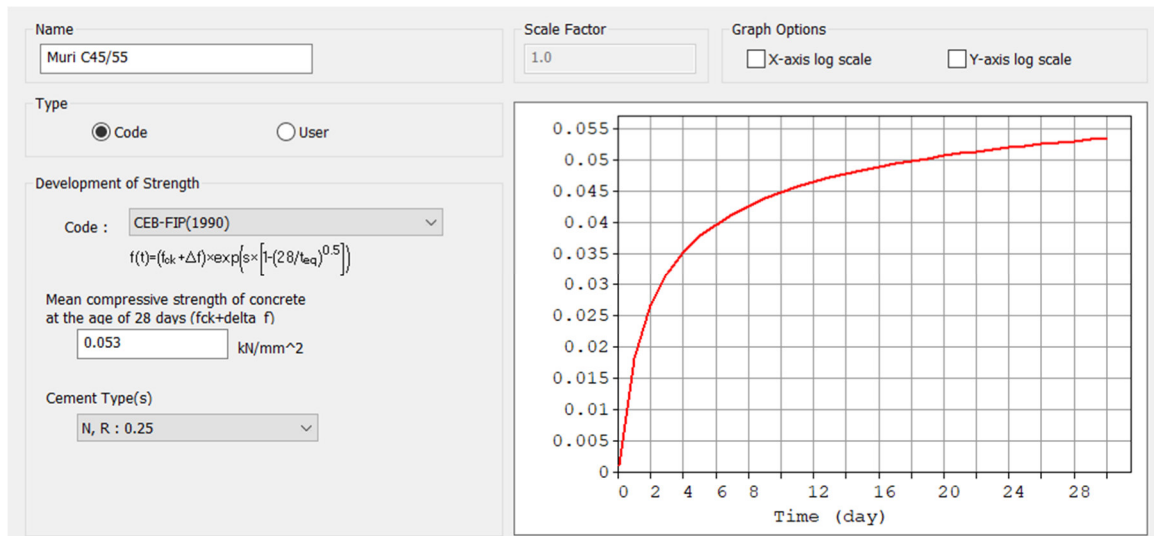 Name
Muri C45/55
Scale Factor
1.0
Graph Options
X-axis log scale
Y-axis log scale
Type
Code
User
Development of Strength
Code :
CEB-FIP(1990)
f(t)=(fck+Δf)×exp{s×[1-(28/teq)^0.5]}
Mean compressive strength of concrete
at the age of 28 days (fck+delta_f)
0.053
kN/mm^2
Cement Type(s)
N, R : 0.25
0.055
0.05
0.045
0.04
0.035
0.03
0.025
0.02
0.015
0.01
0.005
0
0 2 4 6 8 12 16 20 24 28
Time (day)